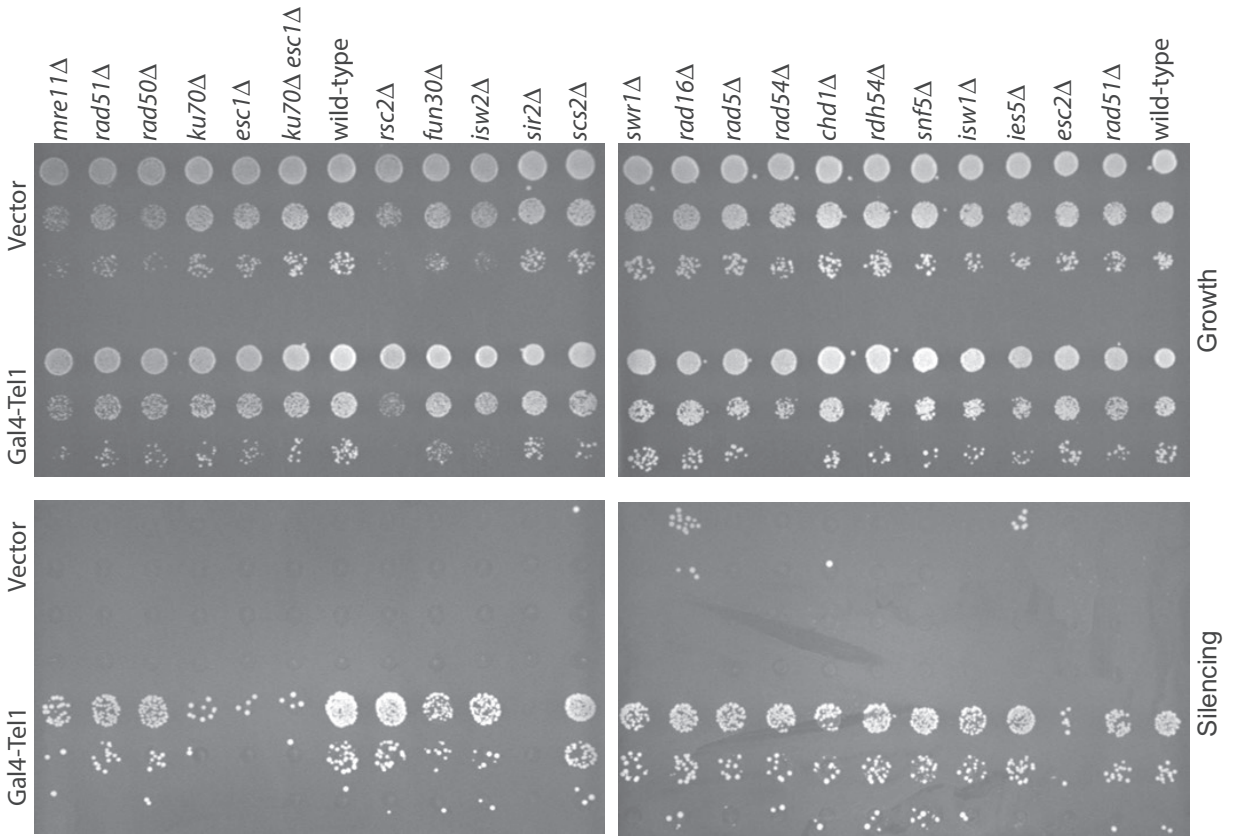 mre11Δ
rad51Δ
rad50Δ
ku70Δ
esc1Δ
ku70Δ esc1Δ
wild-type
rsc2Δ
fun30Δ
isw2Δ
sir2Δ
scs2Δ
swr1Δ
rad16Δ
rad5Δ
rad54Δ
chd1Δ
rdh54Δ
snf5Δ
isw1Δ
ies5Δ
esc2Δ
rad51Δ
wild-type
Vector
Gal4-Tel1
Growth
Vector
Gal4-Tel1
Silencing